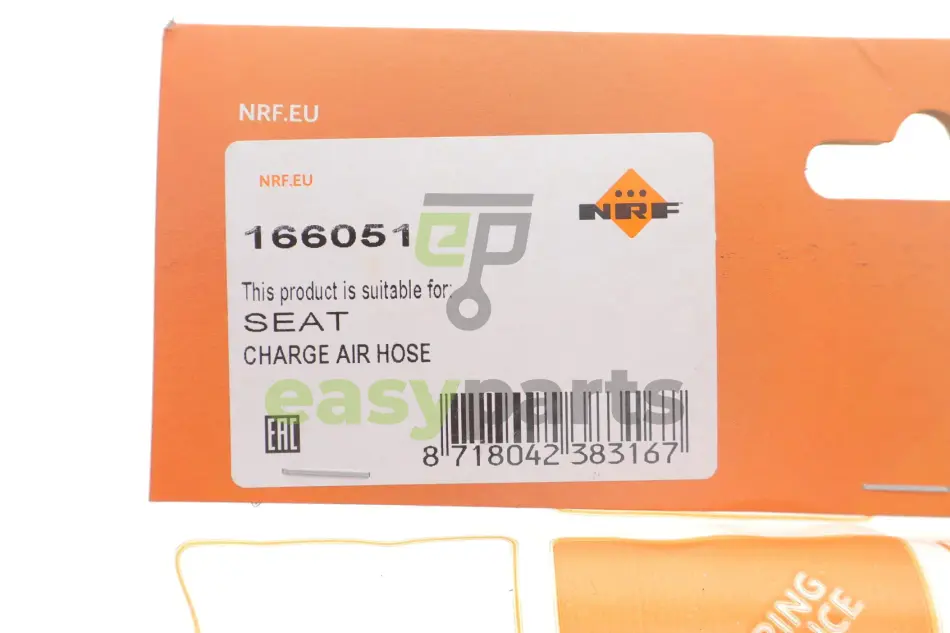 NRF.EU
NRF.EU
NRF
166051
ep
This product is suitable for:
SEAT
CHARGE AIR HOSE
easyparts
EAC
8 718042 383167